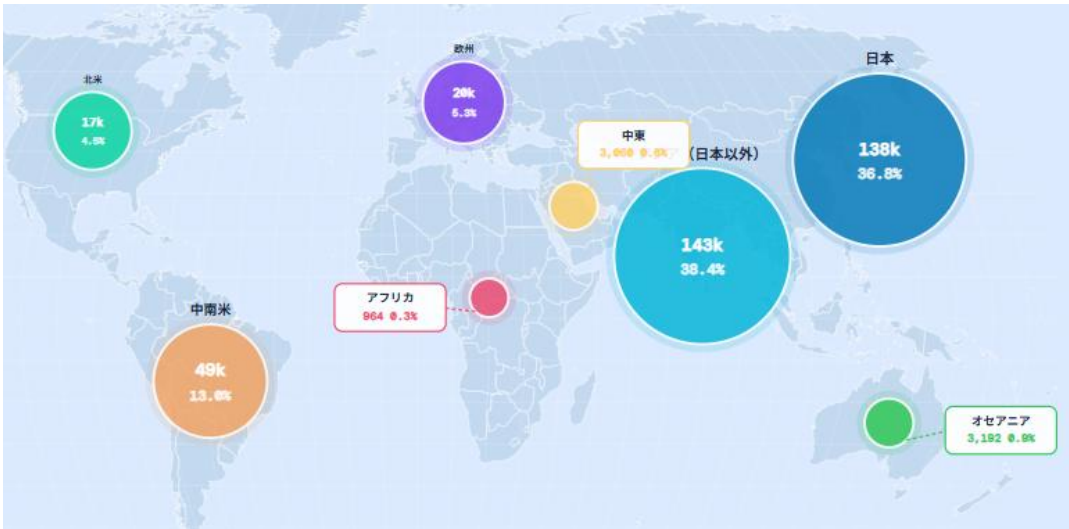 欧州
20k
5.3%
日本
138k
36.8%
北米
17k
4.5%
中東
(日本以外)
143k
38.4%
アフリカ
964 0.3%
中南米
49k
13.0%
オセアニア
3,192 0.9%